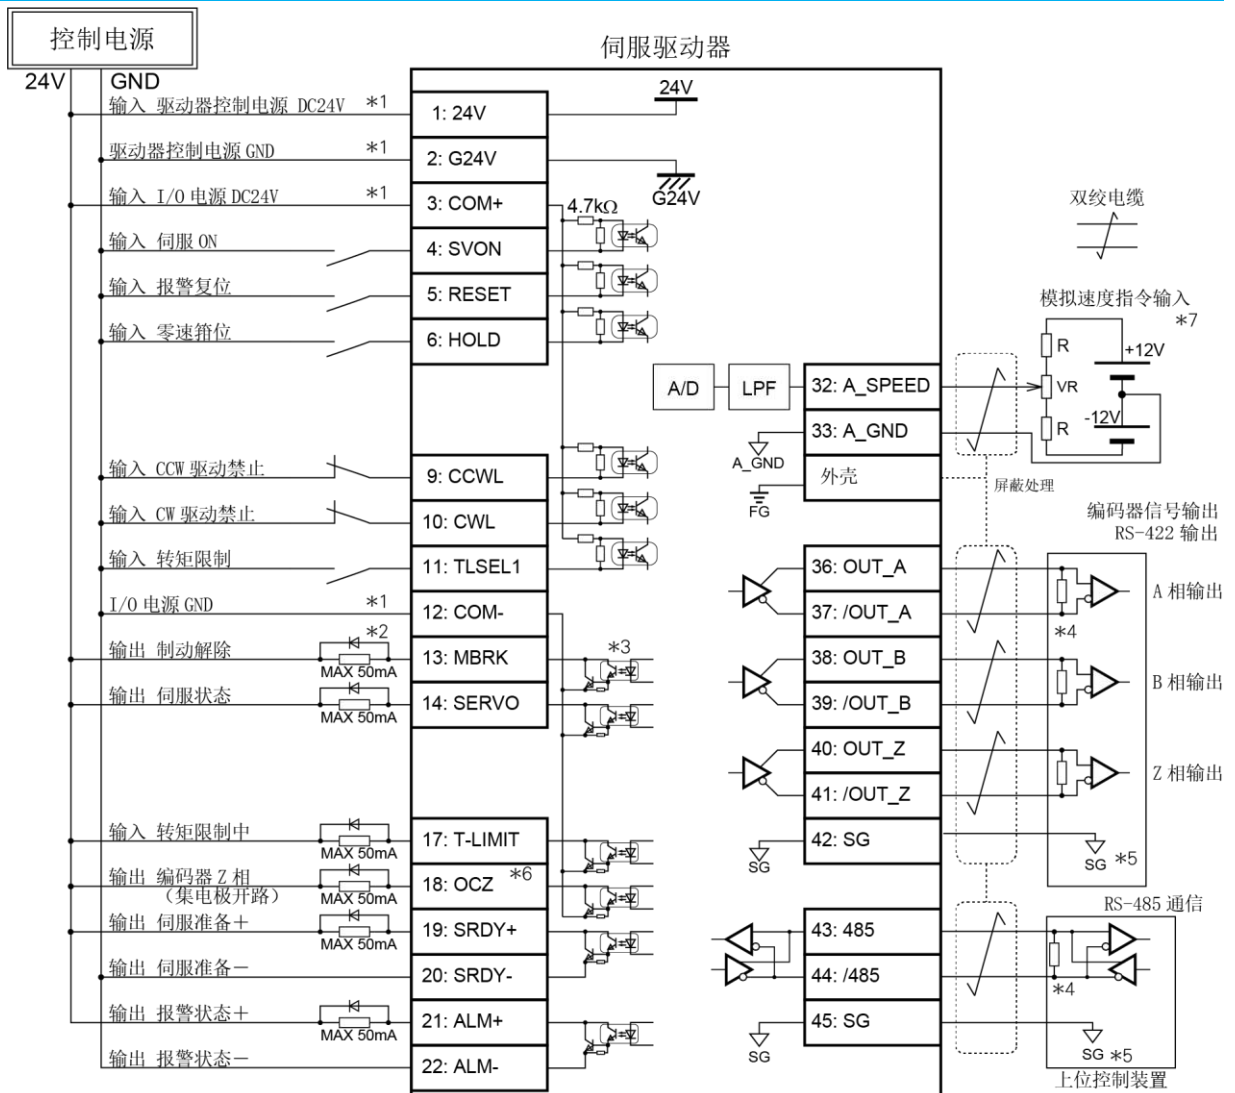 控制电源
24V GND
伺服驱动器
输入 驱动器控制电源 DC24V *1
1: 24V
24V
驱动器控制电源 GND *1
2: G24V
G24V
输入 I/O 电源 DC24V *1
3: COM+
4.7kΩ
输入 伺服 ON
4: SVON
输入 报警复位
5: RESET
输入 零速箝位
6: HOLD
双绞电缆
模拟速度指令输入
*7
R
+12V
VR
-12V
R
A/D
LPF
32: A_SPEED
33: A_GND
A_GND
外壳
FG
屏蔽处理
输入 CCW 驱动禁止
9: CCWL
输入 CW 驱动禁止
10: CWL
输入 转矩限制
11: TLSEL1
I/O 电源 GND *1
12: COM-
输出 制动解除
*2
MAX 50mA
13: MBRK
*3
输出 伺服状态
MAX 50mA
14: SERVO
编码器信号输出
RS-422 输出
36: OUT_A
37: /OUT_A
*4
A 相输出
38: OUT_B
39: /OUT_B
B 相输出
40: OUT_Z
41: /OUT_Z
Z 相输出
42: SG
SG
SG *5
输入 转矩限制中
MAX 50mA
17: T-LIMIT
输出 编码器 Z 相
（集电极开路）
MAX 50mA
18: OCZ *6
输出 伺服准备＋
MAX 50mA
19: SRDY+
输出 伺服准备－
20: SRDY-
输出 报警状态＋
MAX 50mA
21: ALM+
输出 报警状态－
22: ALM-
RS-485 通信
43: 485
44: /485
*4
45: SG
SG
SG *5
上位控制装置